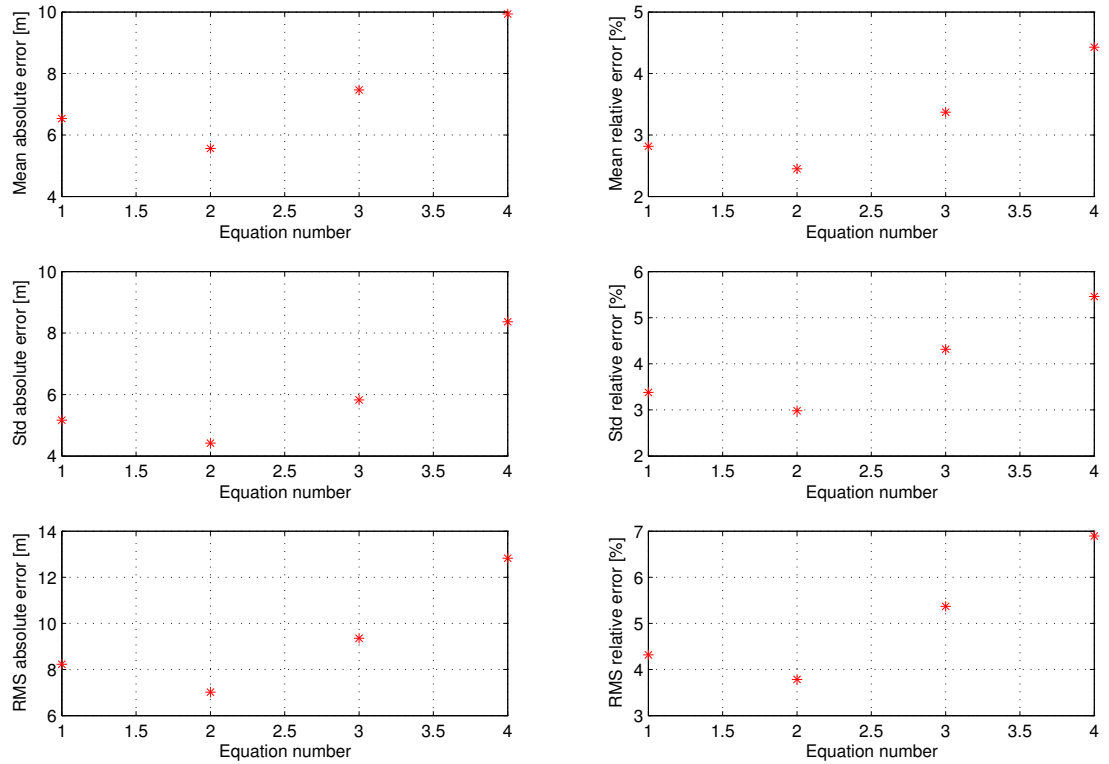 Mean absolute error [m]
10
8
6
4
1 1.5 2 2.5 3 3.5 4
Equation number
Mean relative error [%]
5
4
3
2
1 1.5 2 2.5 3 3.5 4
Equation number
Std absolute error [m]
10
8
6
4
1 1.5 2 2.5 3 3.5 4
Equation number
Std relative error [%]
6
5
4
3
2
1 1.5 2 2.5 3 3.5 4
Equation number
RMS absolute error [m]
14
12
10
8
6
1 1.5 2 2.5 3 3.5 4
Equation number
RMS relative error [%]
7
6
5
4
3
1 1.5 2 2.5 3 3.5 4
Equation number